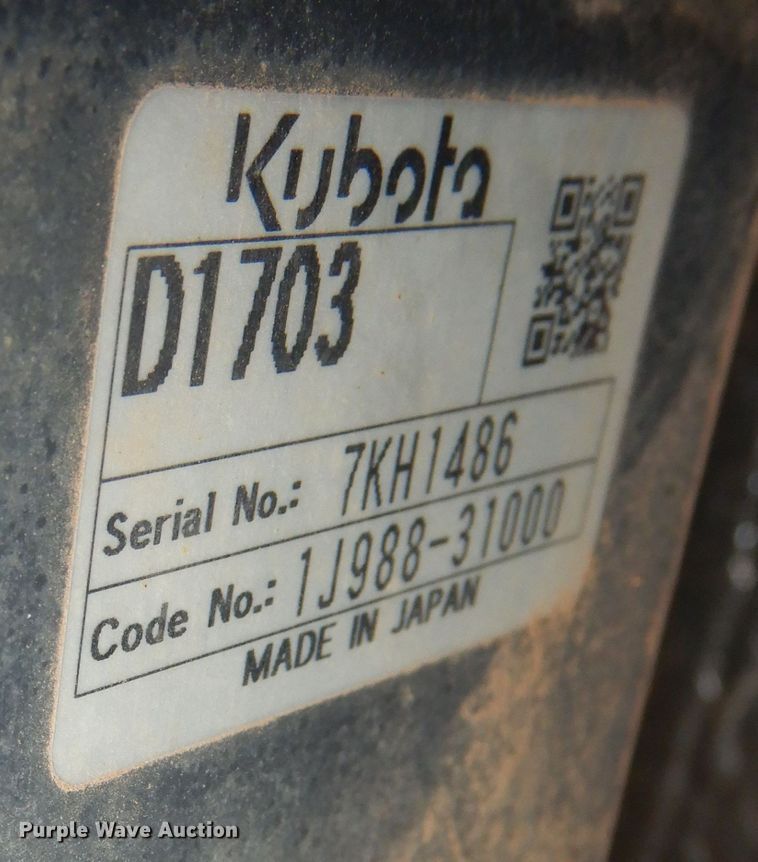 Kubota
D1703
Serial No.: 7KH1486
Code No.: 1J988-31000
MADE IN JAPAN
Purple Wave Auction